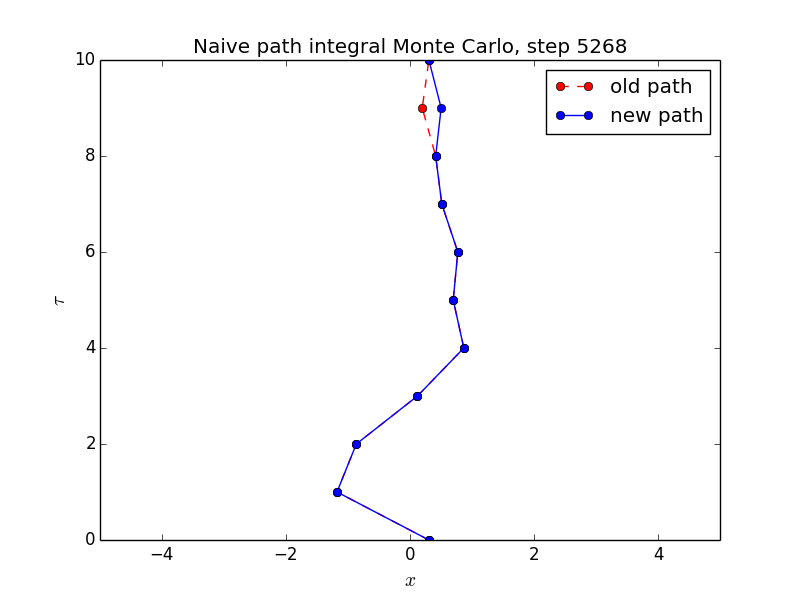 Naive path integral Monte Carlo, step 5268
old path
new path
10
8
6
4
2
0
τ
−4 −2 0 2 4
x